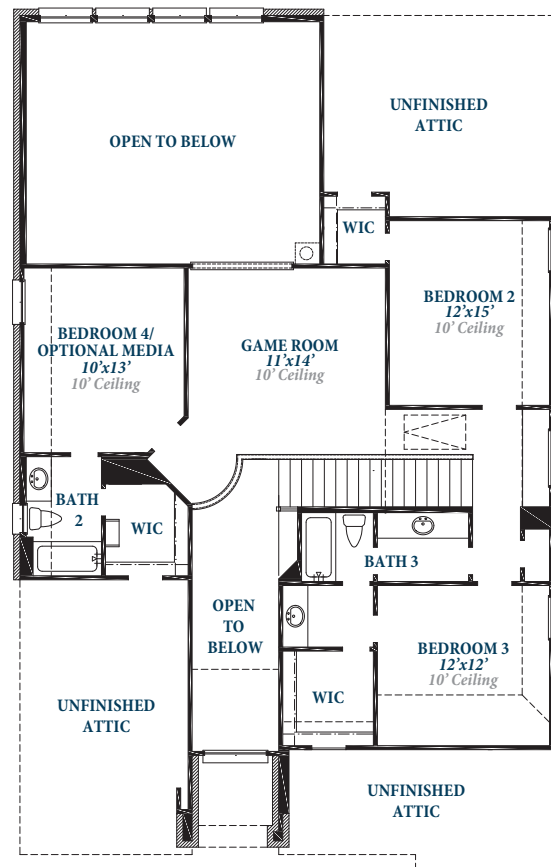 UNFINISHED
ATTIC
OPEN TO BELOW
WIC
BEDROOM 2
12’x15’
10’ Ceiling
BEDROOM 4/
OPTIONAL MEDIA
10’x13’
10’ Ceiling
GAME ROOM
11’x14’
10’ Ceiling
BATH
2
WIC
BATH 3
OPEN
TO
BELOW
BEDROOM 3
12’x12’
10’ Ceiling
WIC
UNFINISHED
ATTIC
UNFINISHED
ATTIC